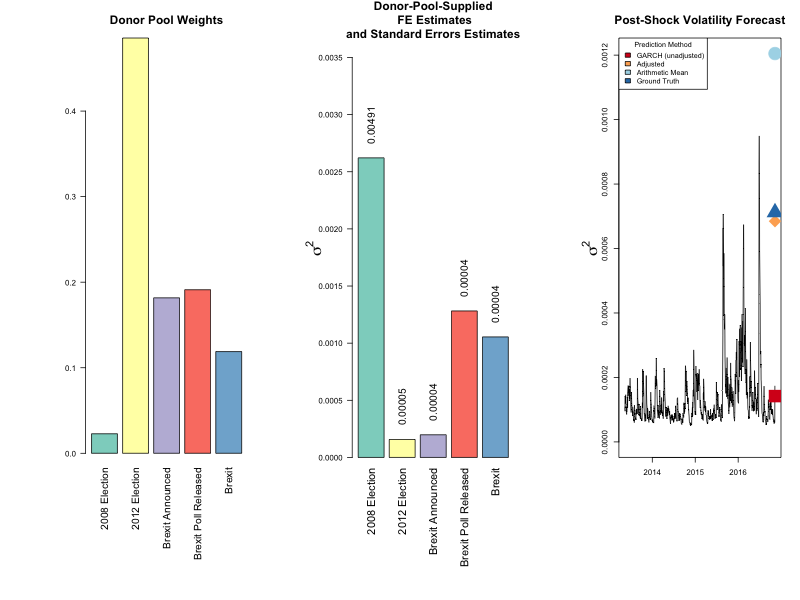 Donor Pool Weights
0.0
0.1
0.2
0.3
0.4
2008 Election
2012 Election
Brexit Announced
Brexit Poll Released
Brexit
Donor-Pool-Supplied
FE Estimates
and Standard Errors Estimates
σ2
0.0000
0.0005
0.0010
0.0015
0.0020
0.0025
0.0030
0.0035
0.00491
0.00005
0.00004
0.00004
0.00004
2008 Election
2012 Election
Brexit Announced
Brexit Poll Released
Brexit
Post-Shock Volatility Forecast
σ2
0.0000
0.0002
0.0004
0.0006
0.0008
0.0010
0.0012
Prediction Method
GARCH (unadjusted)
Adjusted
Arithmetic Mean
Ground Truth
2014
2015
2016